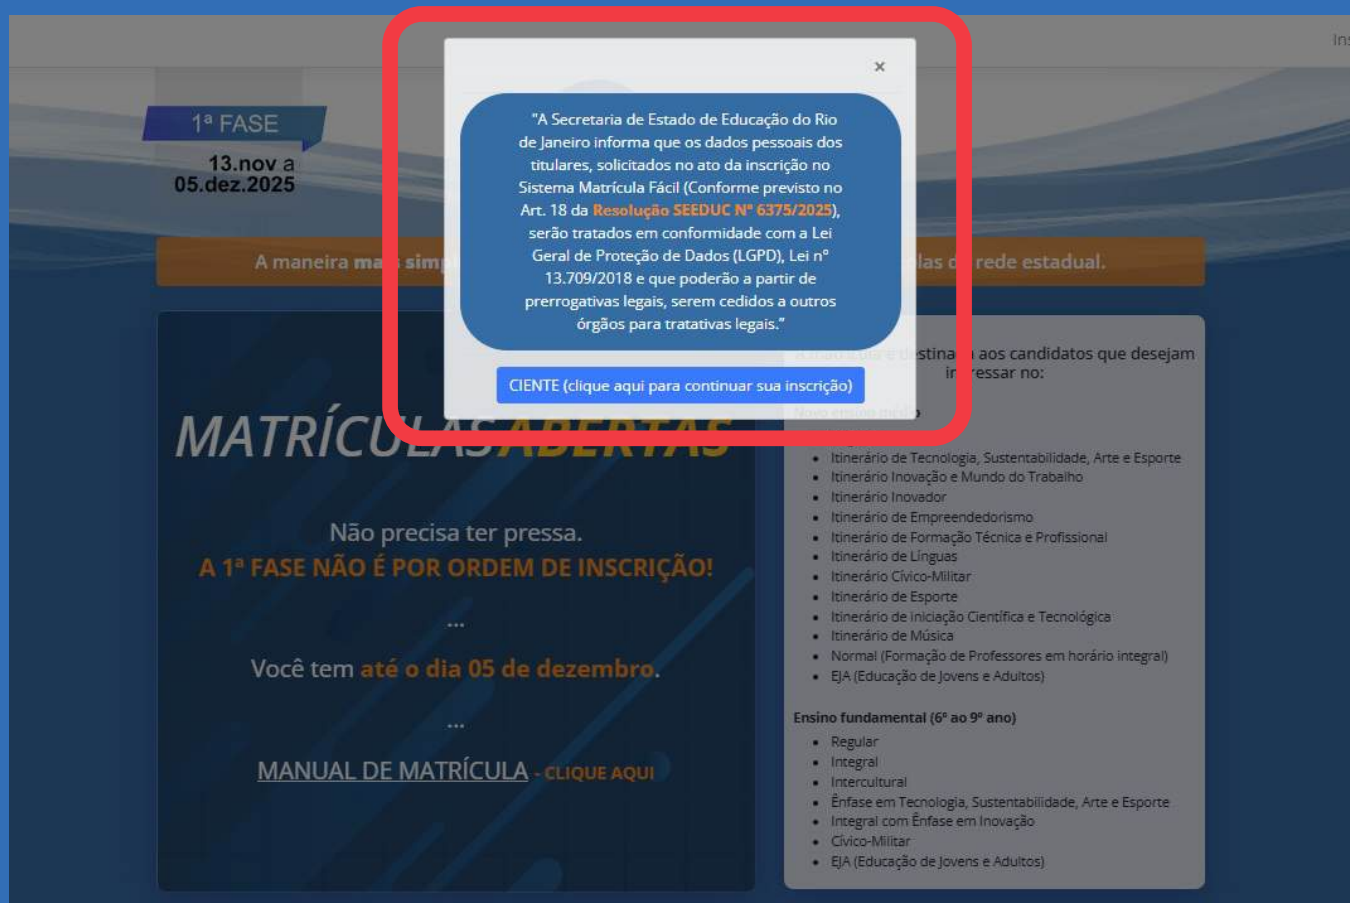 Ins
×
1ª FASE
13.nov a
05.dez.2025
"A Secretaria de Estado de Educação do Rio
de Janeiro informa que os dados pessoais dos
titulares, solicitados no ato da inscrição no
Sistema Matrícula Fácil (Conforme previsto no
Art. 18 da Resolução SEEDUC Nº 6375/2025),
serão tratados em conformidade com a Lei
Geral de Proteção de Dados (LGPD), Lei nº
13.709/2018 e que poderão a partir de
prerrogativas legais, serem cedidos a outros
órgãos para tratativas legais."
CIENTE (clique aqui para continuar sua inscrição)
A maneira rede estadual.
MATRÍCULAS ABERTAS
Não precisa ter pressa.
A 1ª FASE NÃO É POR ORDEM DE INSCRIÇÃO!
...
Você tem até o dia 05 de dezembro.
...
MANUAL DE MATRÍCULA - CLIQUE AQUI
aos candidatos que desejam
no:
Novo ensino médio
Itinerário de Tecnologia, Sustentabilidade, Arte e Esporte
Itinerário Inovação e Mundo do Trabalho
Itinerário Inovador
Itinerário de Empreendedorismo
Itinerário de Formação Técnica e Profissional
Itinerário de Línguas
Itinerário Cívico-Militar
Itinerário de Esporte
Itinerário de Iniciação Científica e Tecnológica
Itinerário de Música
Normal (Formação de Professores em horário integral)
EJA (Educação de Jovens e Adultos)
Ensino fundamental (6º ao 9º ano)
Regular
Integral
Intercultural
Ênfase em Tecnologia, Sustentabilidade, Arte e Esporte
Integral com Ênfase em Inovação
Cívico-Militar
EJA (Educação de Jovens e Adultos)